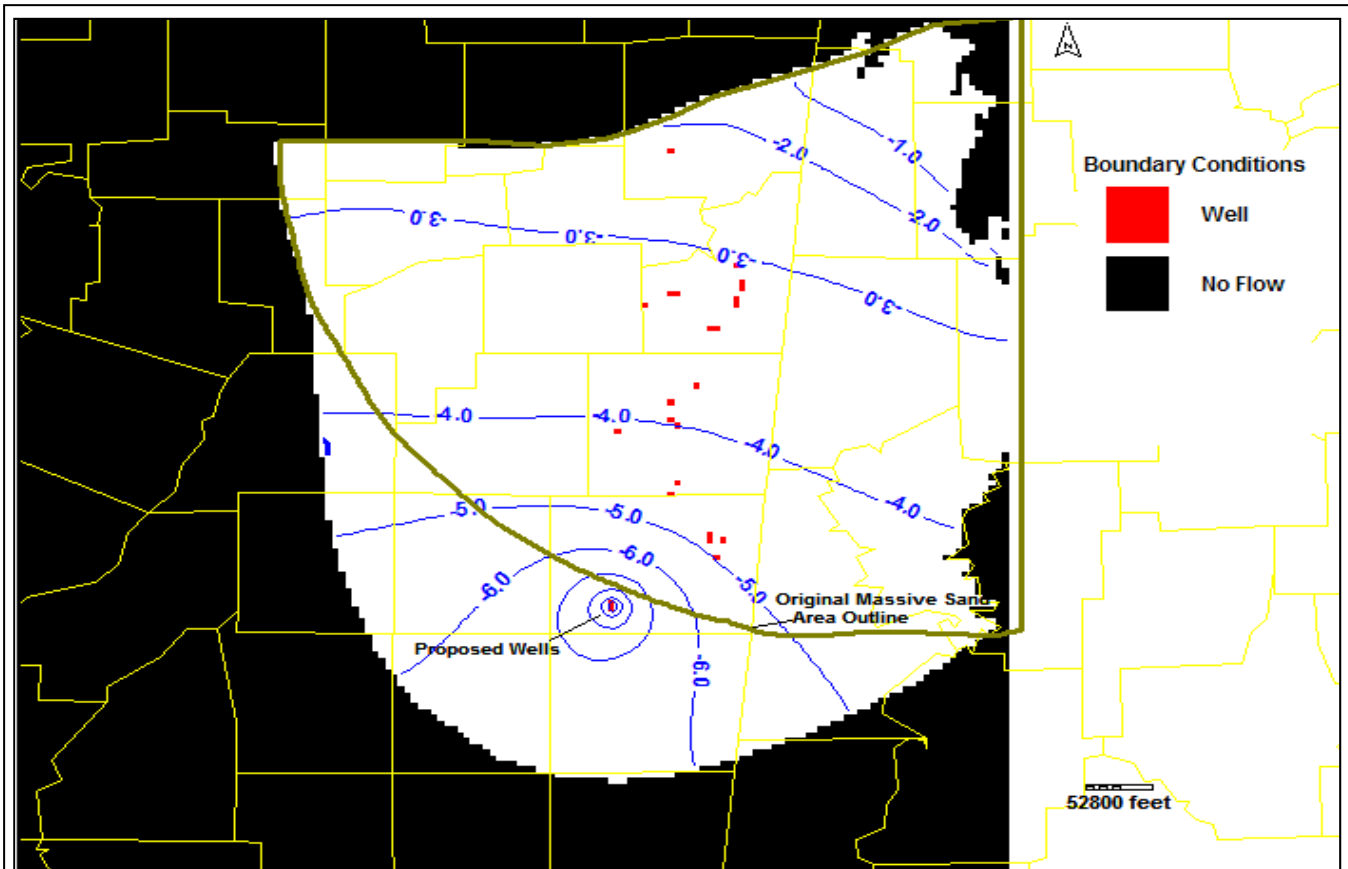 N
-1.0
-2.0
Boundary Conditions
Well
No Flow
-2.0
-3.0
-3.0
-3.0
-3.0
-4.0
-4.0
-4.0
-4.0
-5.0
-5.0
-6.0
-6.0
-5.0
Original Massive Sand
Area Outline
Proposed Wells
-6.0
52800 feet